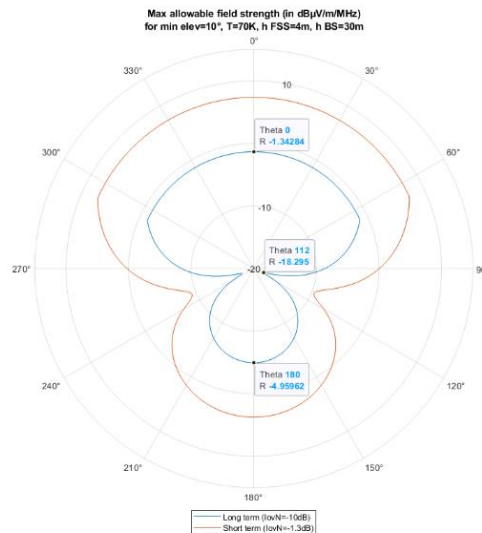 Max allowable field strength (in dBµV/m/MHz)
for min elev=10°, T=70K, h FSS=4m, h BS=30m
0°
330°
30°
10
300°
60°
Theta 0
R -1.34284
-10
Theta 112
R -18.295
270°
-20
90
Theta 180
R -4.95962
240°
120°
210°
150°
180°
Long term (IovN=-10dB)
Short term (IovN=-1.3dB)